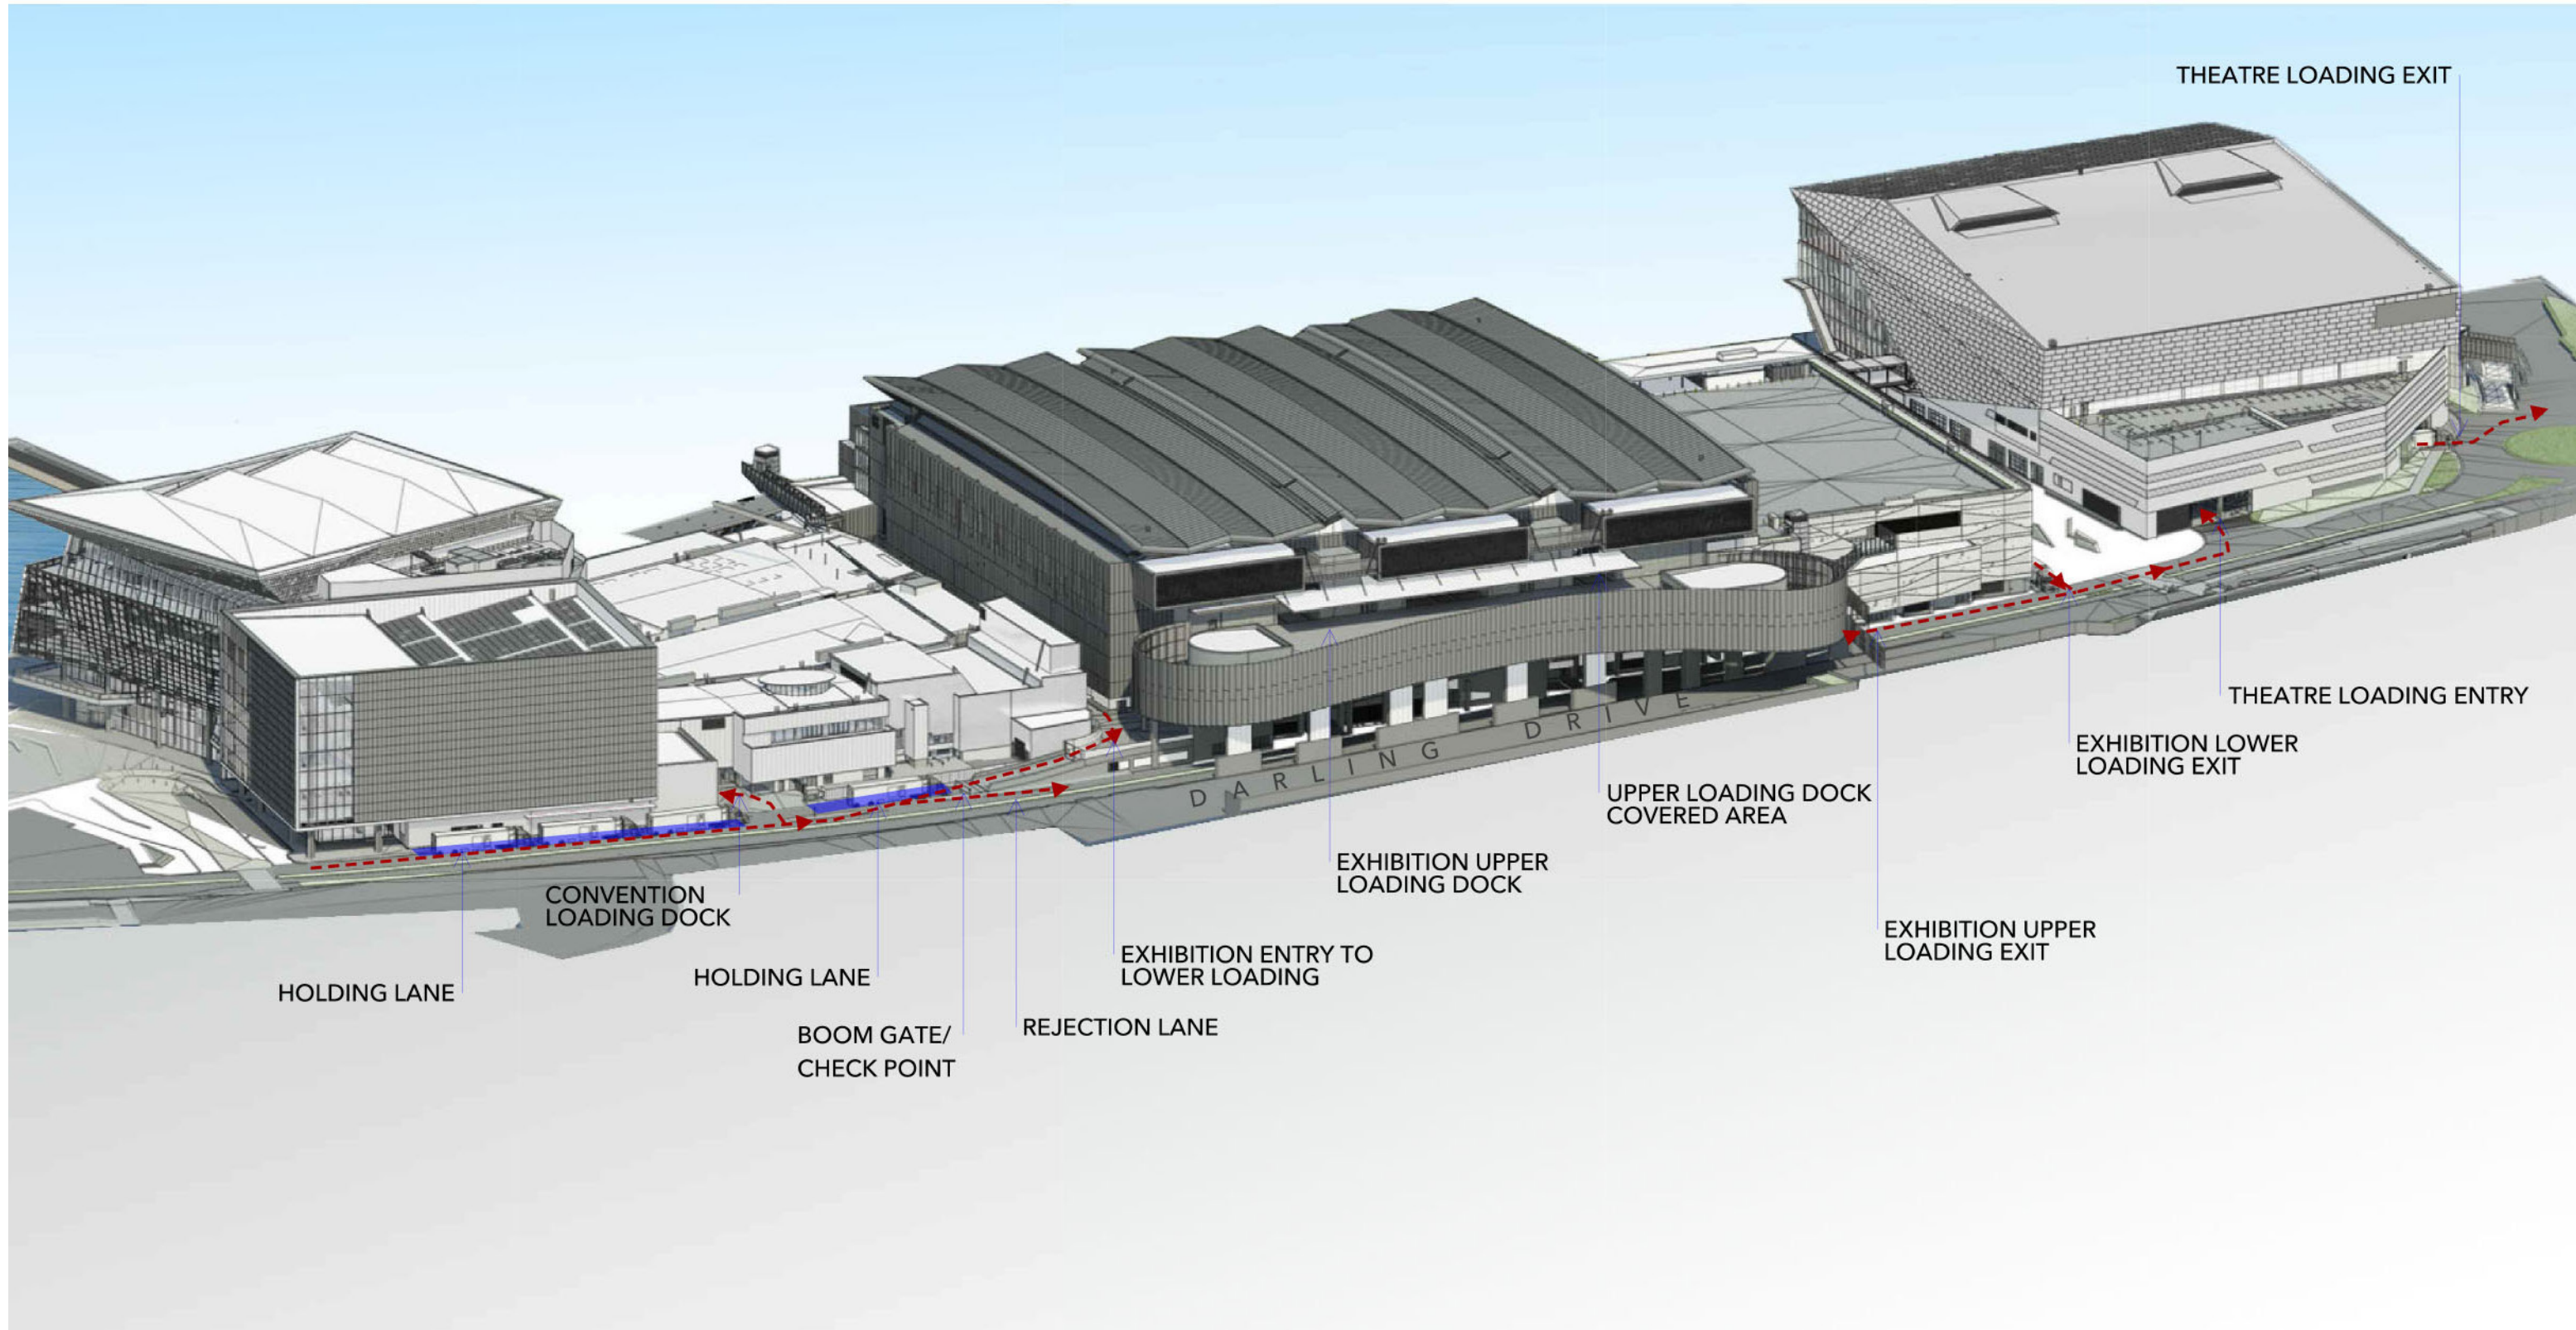 THEATRE LOADING EXIT
THEATRE LOADING ENTRY
DARLING DRIVE
EXHIBITION LOWER
LOADING EXIT
UPPER LOADING DOCK
COVERED AREA
EXHIBITION UPPER
LOADING DOCK
CONVENTION
LOADING DOCK
EXHIBITION UPPER
LOADING EXIT
EXHIBITION ENTRY TO
LOWER LOADING
HOLDING LANE
HOLDING LANE
BOOM GATE/
CHECK POINT
REJECTION LANE